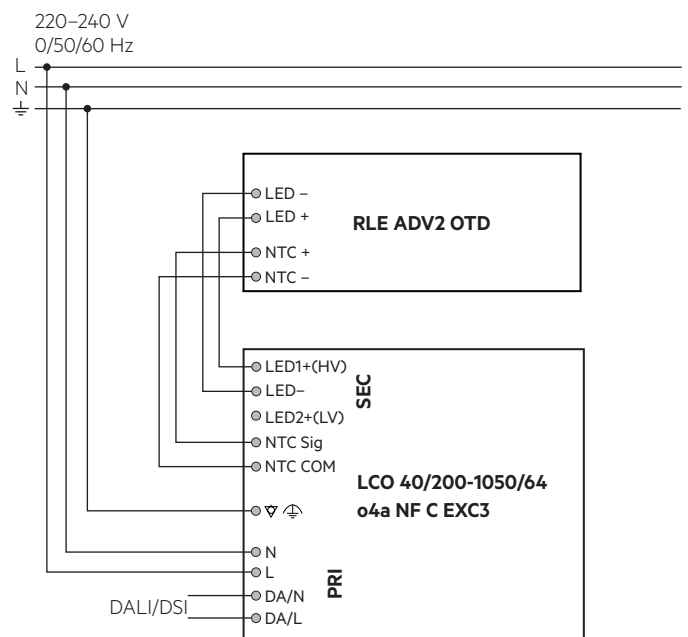 220–240 V
0/50/60 Hz
L
N
LED –
LED +
RLE ADV2 OTD
NTC +
NTC –
LED1+(HV)
SEC
LED–
LED2+(LV)
NTC Sig
NTC COM
LCO 40/200-1050/64
o4a NF C EXC3
N
L
PRI
DA/N
DALI/DSI
DA/L